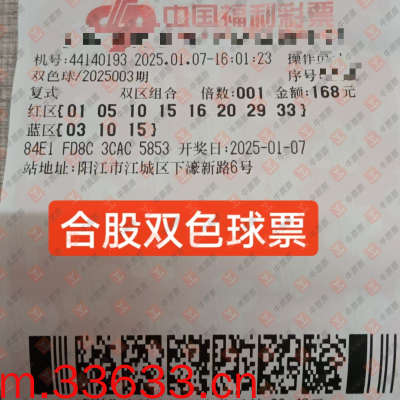 中国福利彩票
机号:44140193 2025.01.07-16:01:23
双色球/2025003期 序号
复式 双区组合 倍数:001 金额:168元
红区[01 05 10 15 16 20 29 33]
蓝区[03 10 15]
84E1 FD8C 3CAC 5853 开奖日:2025-01-07
站地址:阳江市江城区下濠新路6号
合股双色球票
m.33633.cn